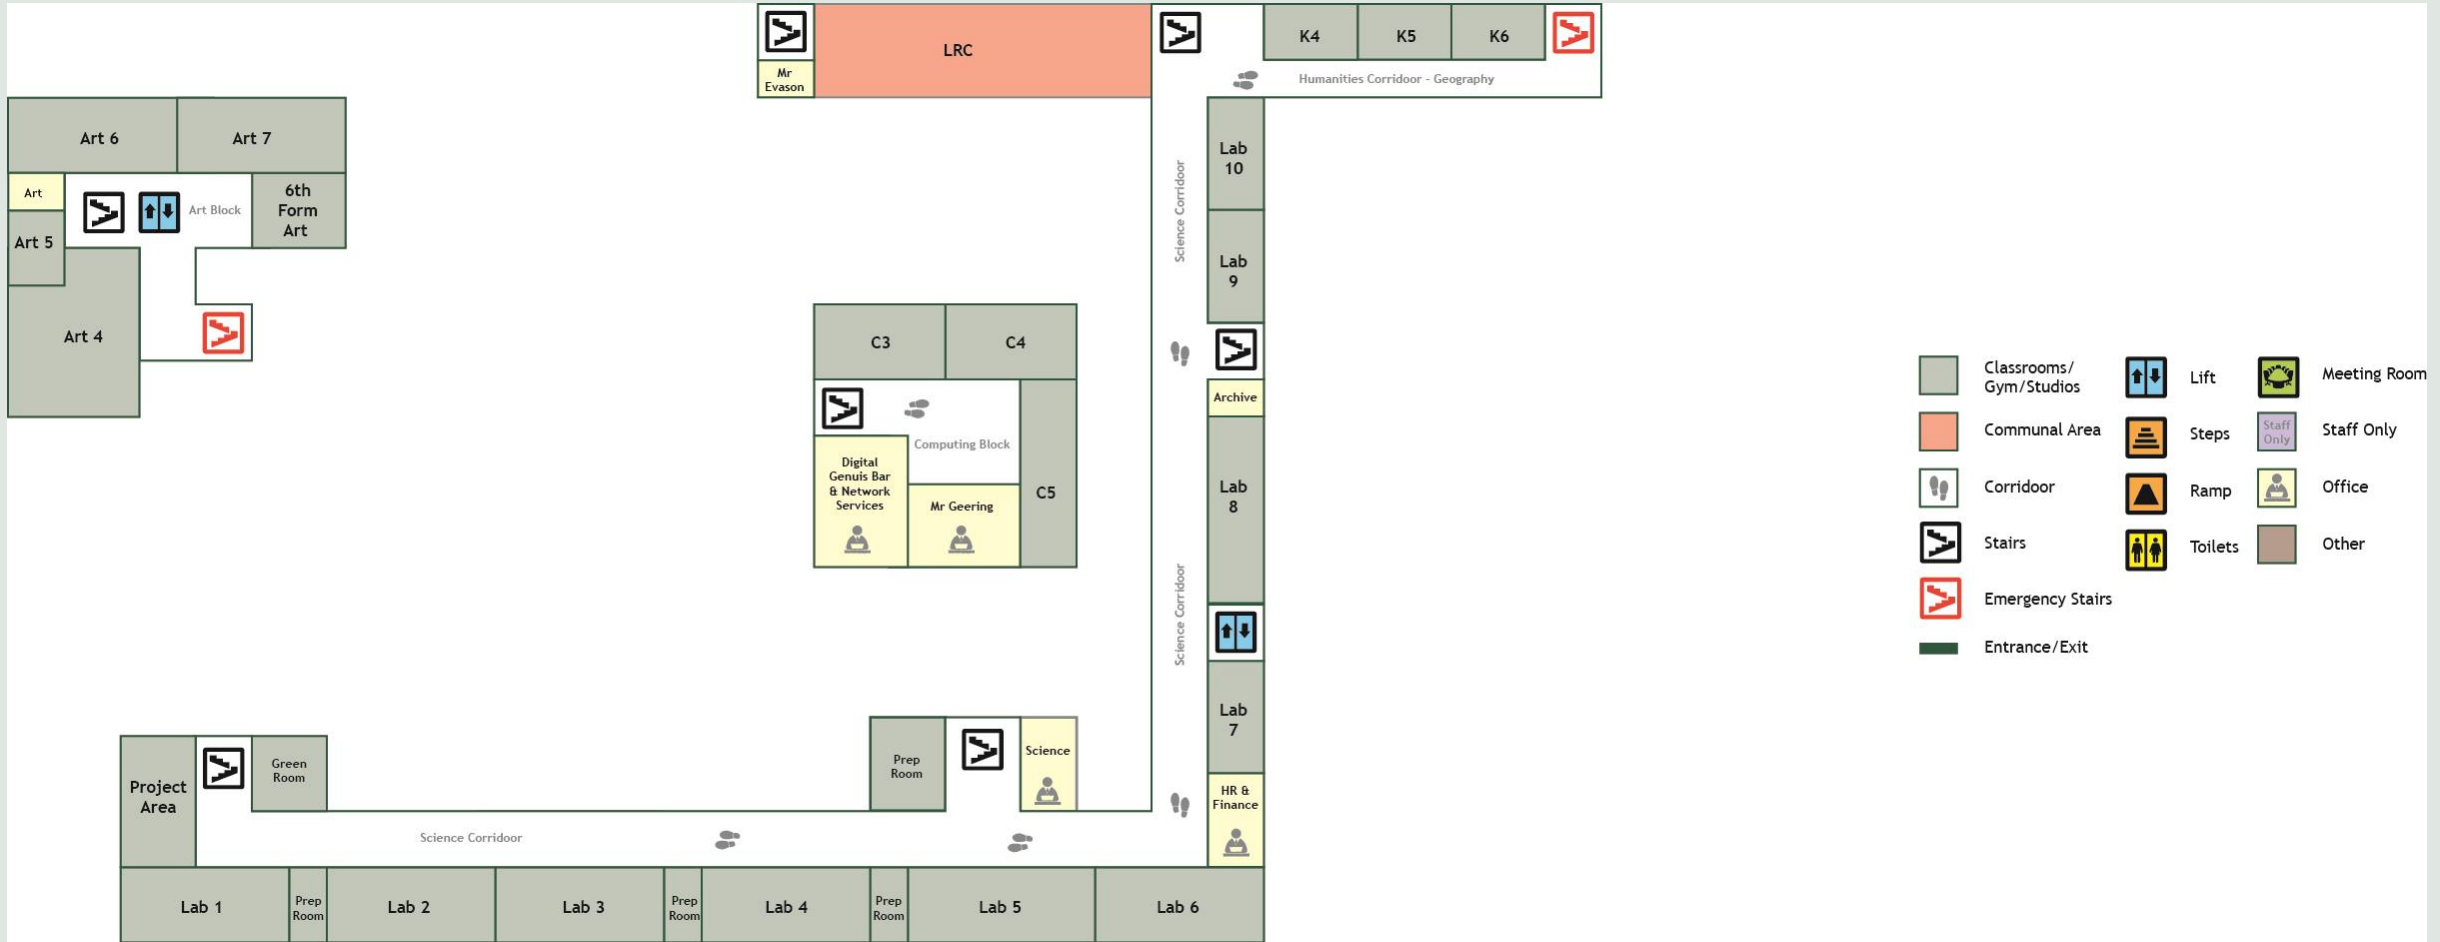 LRC
Mr
Evason
K4
K5
K6
Humanities Corridor - Geography
Art 6
Art 7
Art
Art 5
Art Block
6th
Form
Art
Art 4
Science Corridoor
Lab
10
Lab
9
C3
C4
Computing Block
Digital
Genuis Bar
& Network
Services
Mr Geering
C5
Archive
Lab
8
Science Corridoor
Lab
7
HR &
Finance
Project
Area
Green
Room
Prep
Room
Science
Science Corridoor
Lab 1
Prep
Room
Lab 2
Lab 3
Prep
Room
Lab 4
Prep
Room
Lab 5
Lab 6
Classrooms/
Gym/Studios
Communal Area
Corridoor
Stairs
Emergency Stairs
Entrance/Exit
Lift
Steps
Ramp
Toilets
Meeting Room
Staff
Only
Staff Only
Office
Other